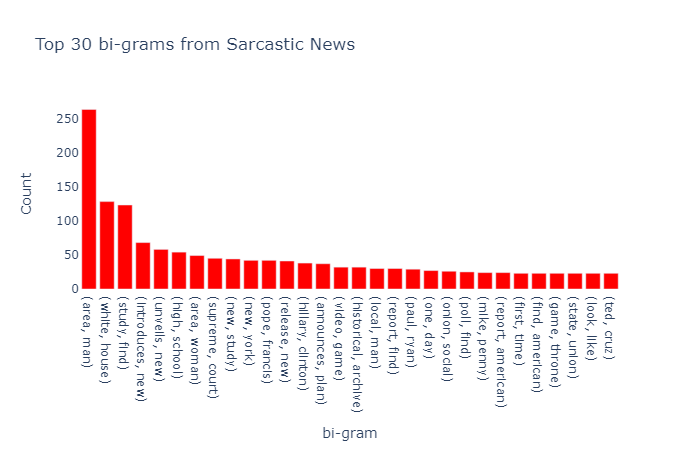 Top 30 bi-grams from Sarcastic News
Count
250
200
150
100
50
0
(area, man)
(white, house)
(study, find)
(introduces, new)
(unveils, new)
(high, school)
(area, woman)
(supreme, court)
(new, study)
(new, york)
(pope, francis)
(release, new)
(hillary, clinton)
(announces, plan)
(video, game)
(historical, archive)
(local, man)
(report, find)
(paul, ryan)
(one, day)
(onion, social)
(poll, find)
(mike, penny)
(report, american)
(first, time)
(find, american)
(game, throne)
(state, union)
(look, like)
(ted, cruz)
bi-gram